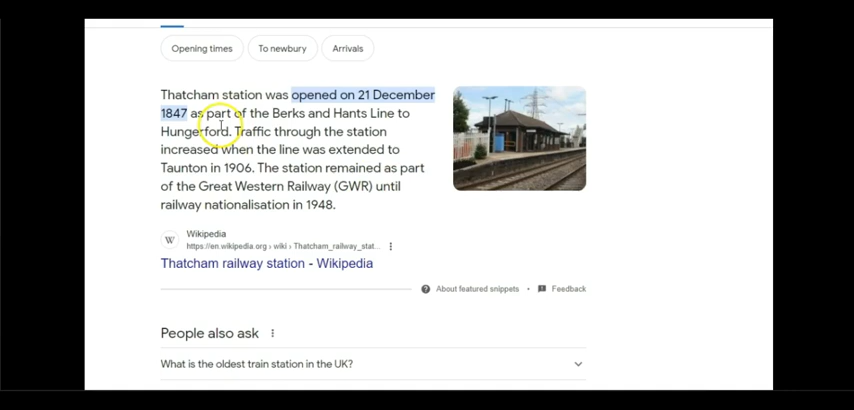 Opening times
To newbury
Arrivals
Thatcham station was opened on 21 December
1847 as part of the Berks and Hants Line to
Hungerford. Traffic through the station
increased when the line was extended to
Taunton in 1906. The station remained as part
of the Great Western Railway (GWR) until
railway nationalisation in 1948.
W
Wikipedia
https://en.wikipedia.org › wiki › Thatcham_railway_stat...
Thatcham railway station - Wikipedia
About featured snippets • Feedback
People also ask
What is the oldest train station in the UK?